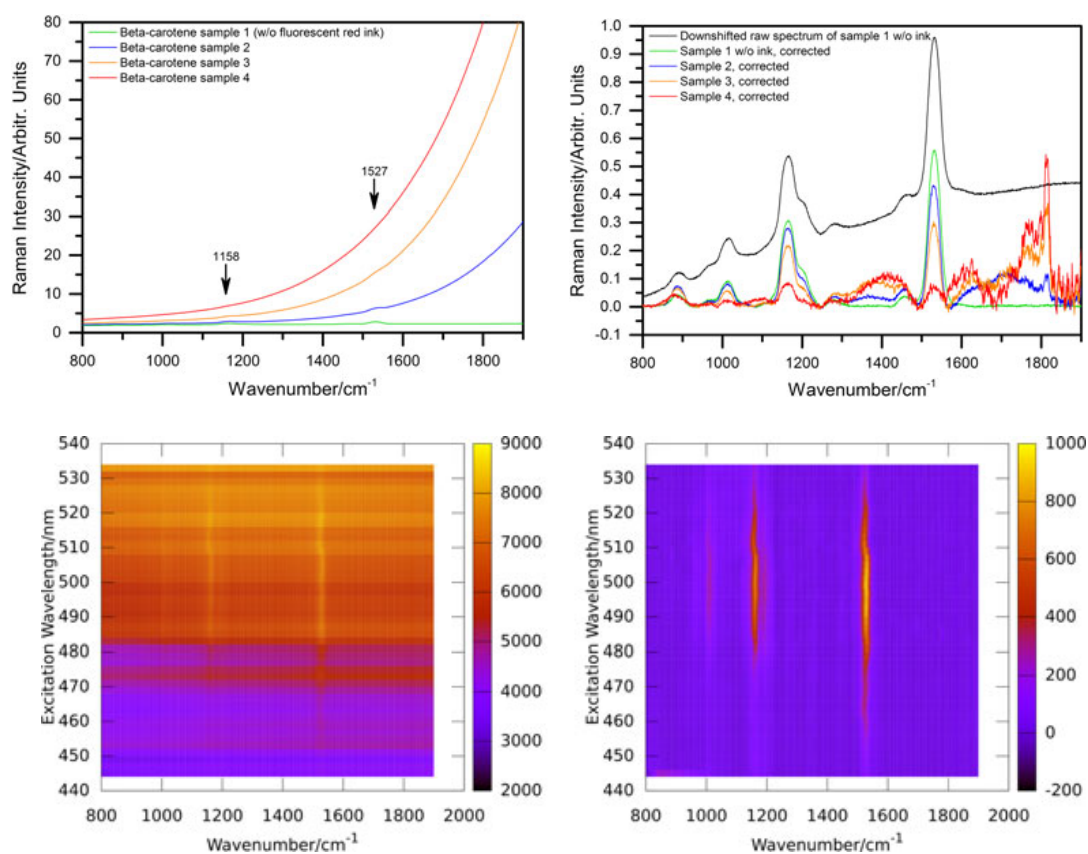 80
70
60
50
40
30
20
10
0
Raman Intensity/Arbitr. Units
Beta-carotene sample 1 (w/o fluorescent red ink)
Beta-carotene sample 2
Beta-carotene sample 3
Beta-carotene sample 4
1158
1527
800 1000 1200 1400 1600 1800
Wavenumber/cm-1
1.0
0.9
0.8
0.7
0.6
0.5
0.4
0.3
0.2
0.1
0.0
-0.1
Raman Intensity/Arbitr. Units
Downshifted raw spectrum of sample 1 w/o ink
Sample 1 w/o ink, corrected
Sample 2, corrected
Sample 3, corrected
Sample 4, corrected
800 1000 1200 1400 1600 1800
Wavenumber/cm-1
540
530
520
510
500
490
480
470
460
450
440
Excitation Wavelength/nm
800 1000 1200 1400 1600 1800 2000
Wavenumber/cm-1
9000
8000
7000
6000
5000
4000
3000
2000
540
530
520
510
500
490
480
470
460
450
440
Excitation Wavelength/nm
800 1000 1200 1400 1600 1800 2000
Wavenumber/cm-1
1000
800
600
400
200
0
-200